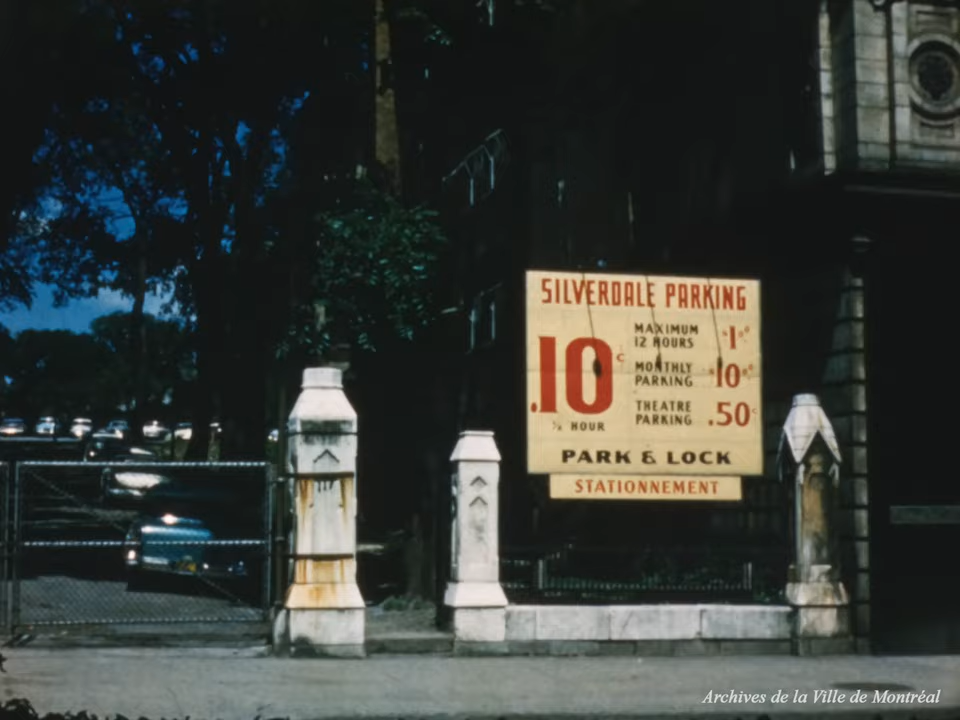 SILVERDALE PARKING
.10¢
½ HOUR
MAXIMUM
12 HOURS
$1.00
MONTHLY
PARKING
$10.00
THEATRE
PARKING
.50¢
PARK & LOCK
STATIONNEMENT
Archives de la Ville de Montréal